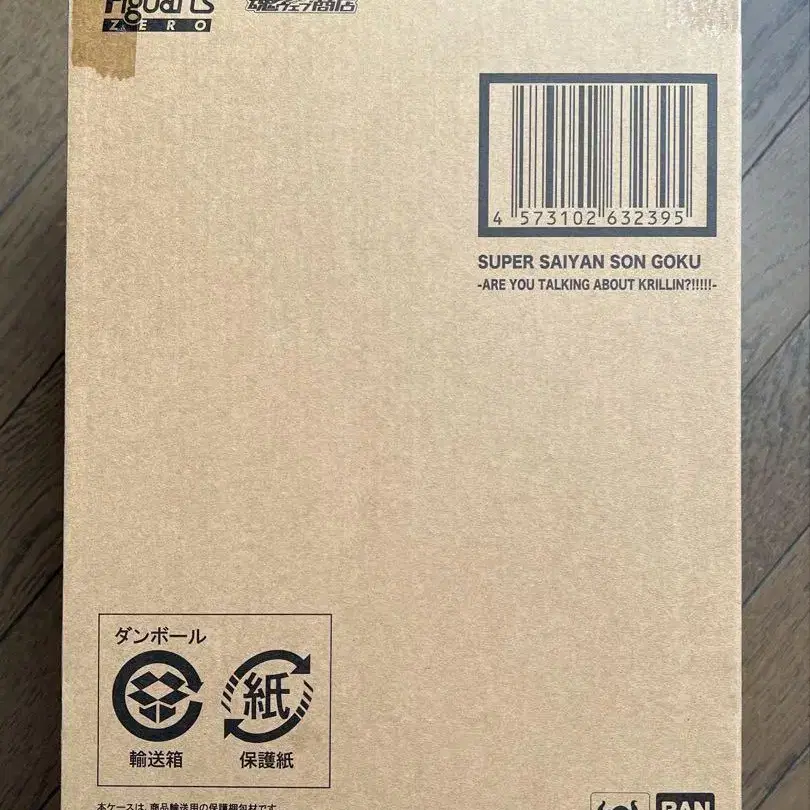 Figuarts
ZERO
魂ウェブ商店
4 573102 632395
SUPER SAIYAN SON GOKU
-ARE YOU TALKING ABOUT KRILLIN?!!!!!-
ダンボール
紙
輸送箱
保護紙
本ケースは、商品輸送用の保護梱包材です。
BAN